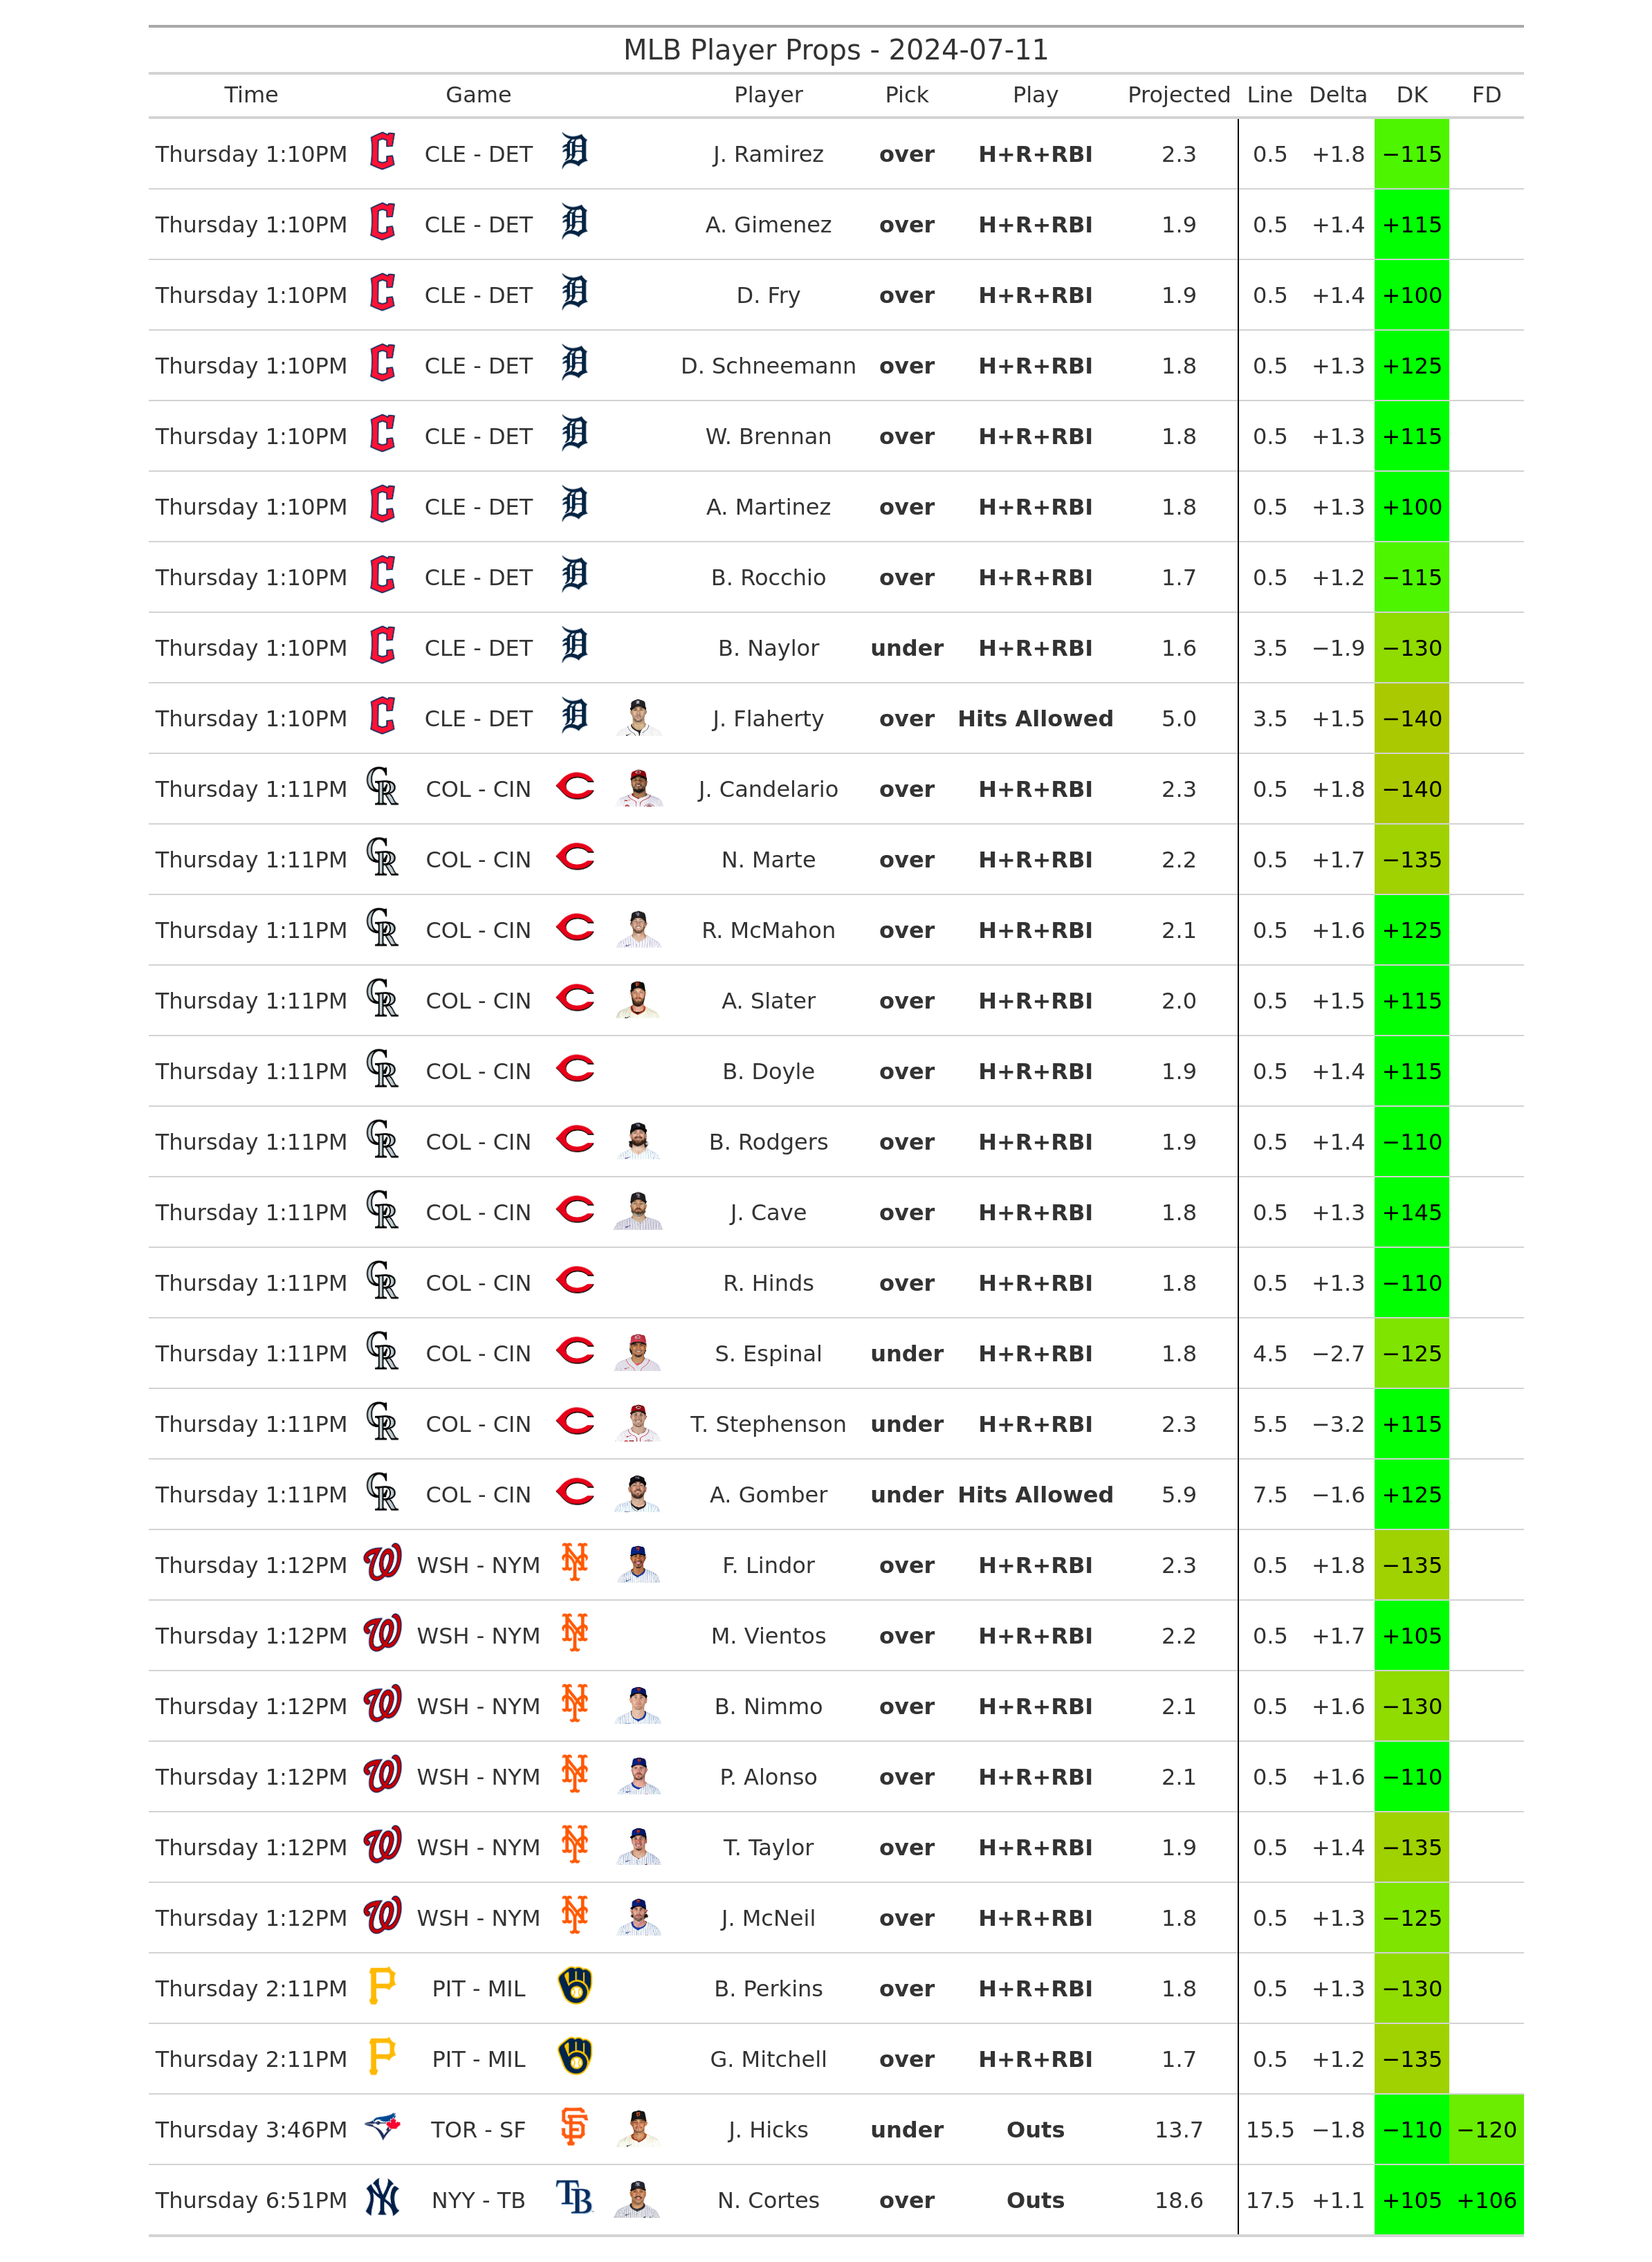 MLB Player Props - 2024-07-11
Time Game Player Pick Play Projected Line Delta DK FD
Thursday 1:10PM CLE - DET J. Ramirez over H+R+RBI 2.3 0.5 +1.8 −115
Thursday 1:10PM CLE - DET A. Gimenez over H+R+RBI 1.9 0.5 +1.4 +115
Thursday 1:10PM CLE - DET D. Fry over H+R+RBI 1.9 0.5 +1.4 +100
Thursday 1:10PM CLE - DET D. Schneemann over H+R+RBI 1.8 0.5 +1.3 +125
Thursday 1:10PM CLE - DET W. Brennan over H+R+RBI 1.8 0.5 +1.3 +115
Thursday 1:10PM CLE - DET A. Martinez over H+R+RBI 1.8 0.5 +1.3 +100
Thursday 1:10PM CLE - DET B. Rocchio over H+R+RBI 1.7 0.5 +1.2 −115
Thursday 1:10PM CLE - DET B. Naylor under H+R+RBI 1.6 3.5 −1.9 −130
Thursday 1:10PM CLE - DET J. Flaherty over Hits Allowed 5.0 3.5 +1.5 −140
Thursday 1:11PM COL - CIN J. Candelario over H+R+RBI 2.3 0.5 +1.8 −140
Thursday 1:11PM COL - CIN N. Marte over H+R+RBI 2.2 0.5 +1.7 −135
Thursday 1:11PM COL - CIN R. McMahon over H+R+RBI 2.1 0.5 +1.6 +125
Thursday 1:11PM COL - CIN A. Slater over H+R+RBI 2.0 0.5 +1.5 +115
Thursday 1:11PM COL - CIN B. Doyle over H+R+RBI 1.9 0.5 +1.4 +115
Thursday 1:11PM COL - CIN B. Rodgers over H+R+RBI 1.9 0.5 +1.4 −110
Thursday 1:11PM COL - CIN J. Cave over H+R+RBI 1.8 0.5 +1.3 +145
Thursday 1:11PM COL - CIN R. Hinds over H+R+RBI 1.8 0.5 +1.3 −110
Thursday 1:11PM COL - CIN S. Espinal under H+R+RBI 1.8 4.5 −2.7 −125
Thursday 1:11PM COL - CIN T. Stephenson under H+R+RBI 2.3 5.5 −3.2 +115
Thursday 1:11PM COL - CIN A. Gomber under Hits Allowed 5.9 7.5 −1.6 +125
Thursday 1:12PM WSH - NYM F. Lindor over H+R+RBI 2.3 0.5 +1.8 −135
Thursday 1:12PM WSH - NYM M. Vientos over H+R+RBI 2.2 0.5 +1.7 +105
Thursday 1:12PM WSH - NYM B. Nimmo over H+R+RBI 2.1 0.5 +1.6 −130
Thursday 1:12PM WSH - NYM P. Alonso over H+R+RBI 2.1 0.5 +1.6 −110
Thursday 1:12PM WSH - NYM T. Taylor over H+R+RBI 1.9 0.5 +1.4 −135
Thursday 1:12PM WSH - NYM J. McNeil over H+R+RBI 1.8 0.5 +1.3 −125
Thursday 2:11PM PIT - MIL B. Perkins over H+R+RBI 1.8 0.5 +1.3 −130
Thursday 2:11PM PIT - MIL G. Mitchell over H+R+RBI 1.7 0.5 +1.2 −135
Thursday 3:46PM TOR - SF J. Hicks under Outs 13.7 15.5 −1.8 −110 −120
Thursday 6:51PM NYY - TB N. Cortes over Outs 18.6 17.5 +1.1 +105 +106